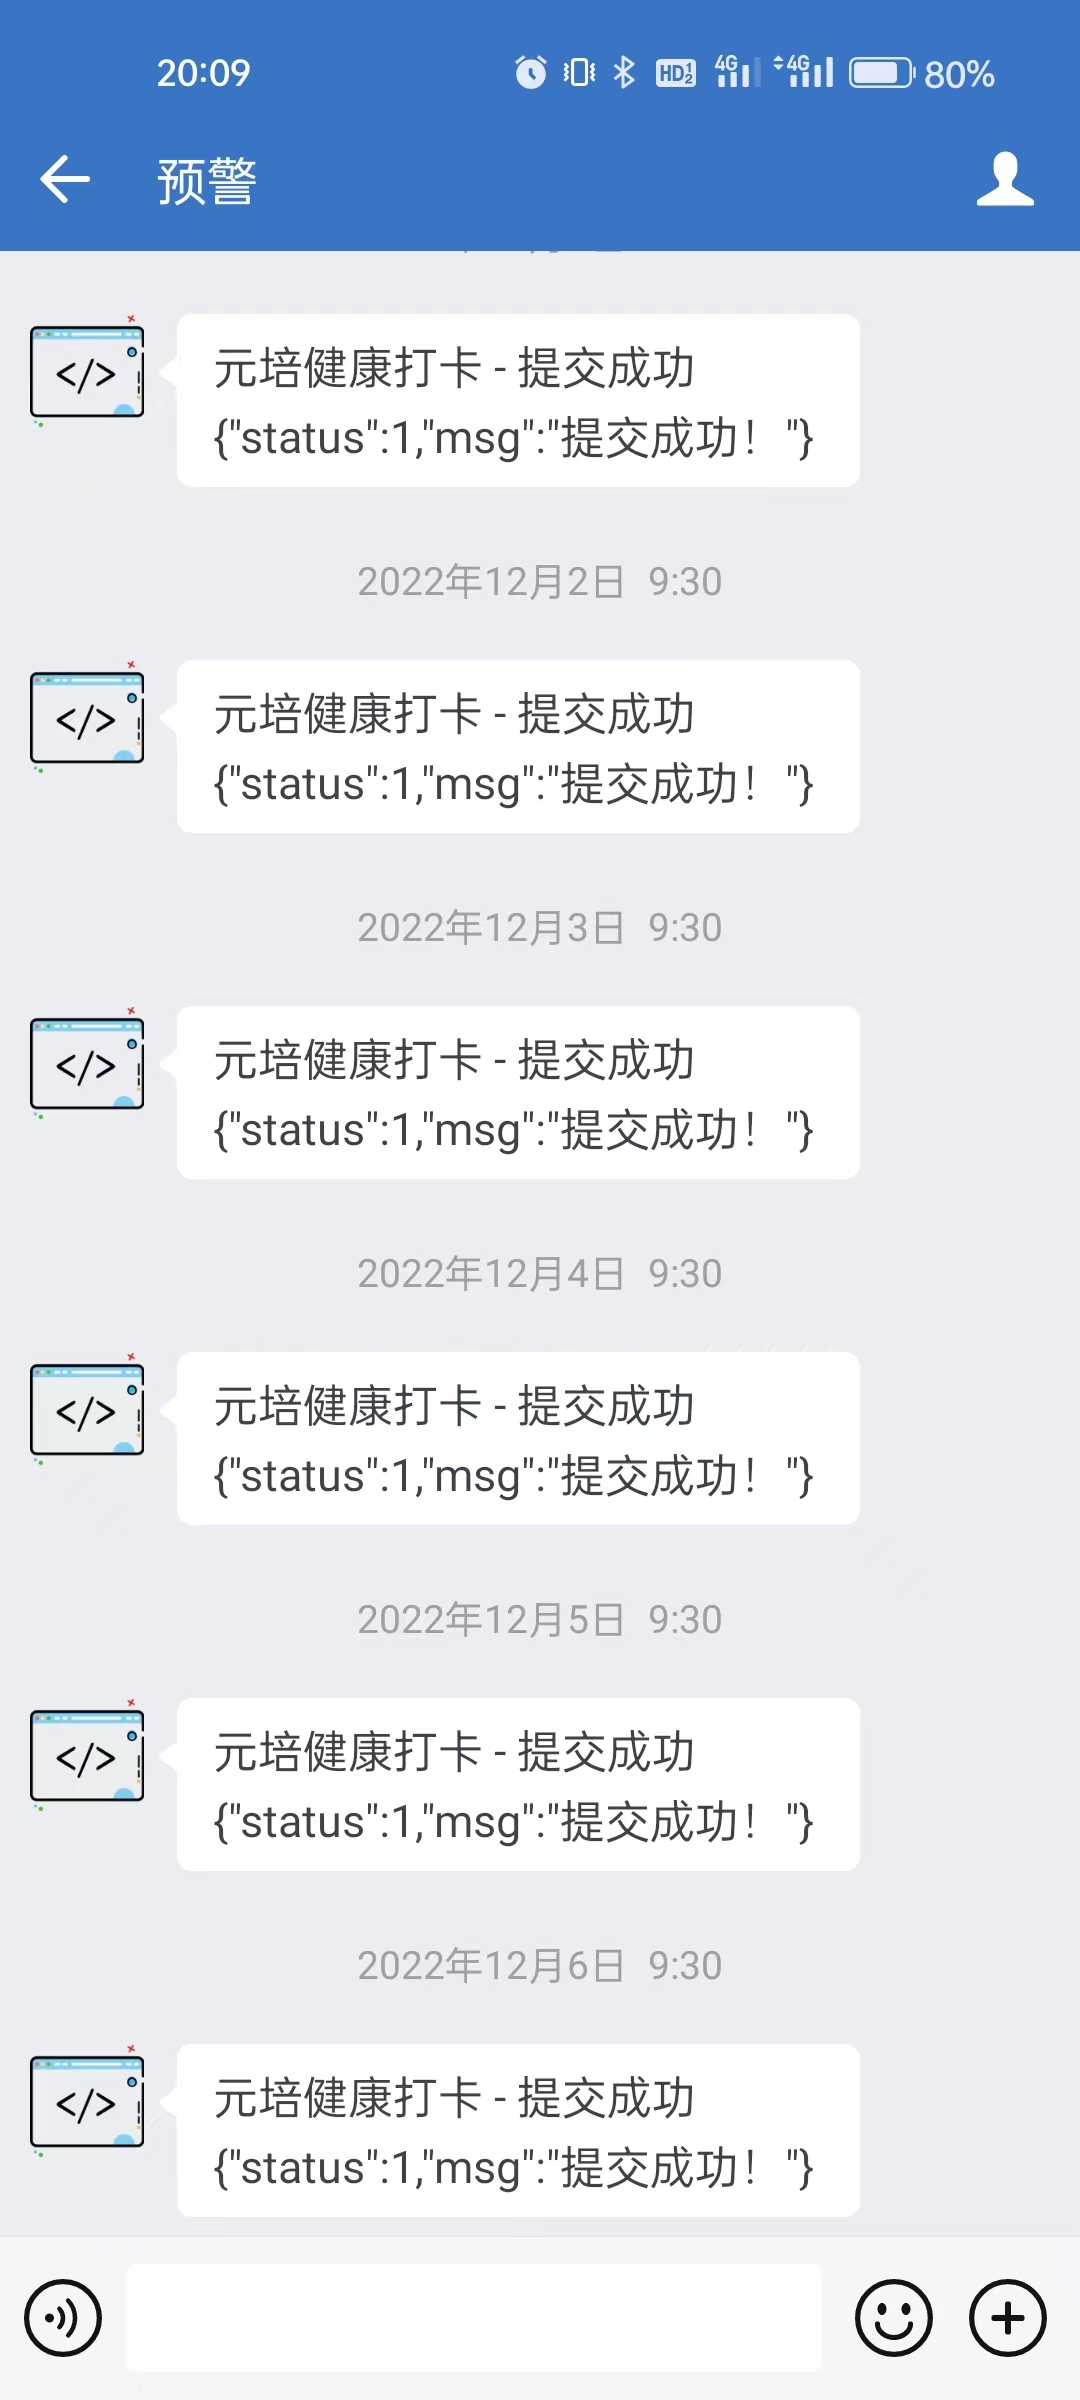 20:09
HD 1 2
4G
4G
80%
预警
</>
元培健康打卡 - 提交成功
{"status":1,"msg":"提交成功！"}
2022年12月2日 9:30
</>
元培健康打卡 - 提交成功
{"status":1,"msg":"提交成功！"}
2022年12月3日 9:30
</>
元培健康打卡 - 提交成功
{"status":1,"msg":"提交成功！"}
2022年12月4日 9:30
</>
元培健康打卡 - 提交成功
{"status":1,"msg":"提交成功！"}
2022年12月5日 9:30
</>
元培健康打卡 - 提交成功
{"status":1,"msg":"提交成功！"}
2022年12月6日 9:30
</>
元培健康打卡 - 提交成功
{"status":1,"msg":"提交成功！"}